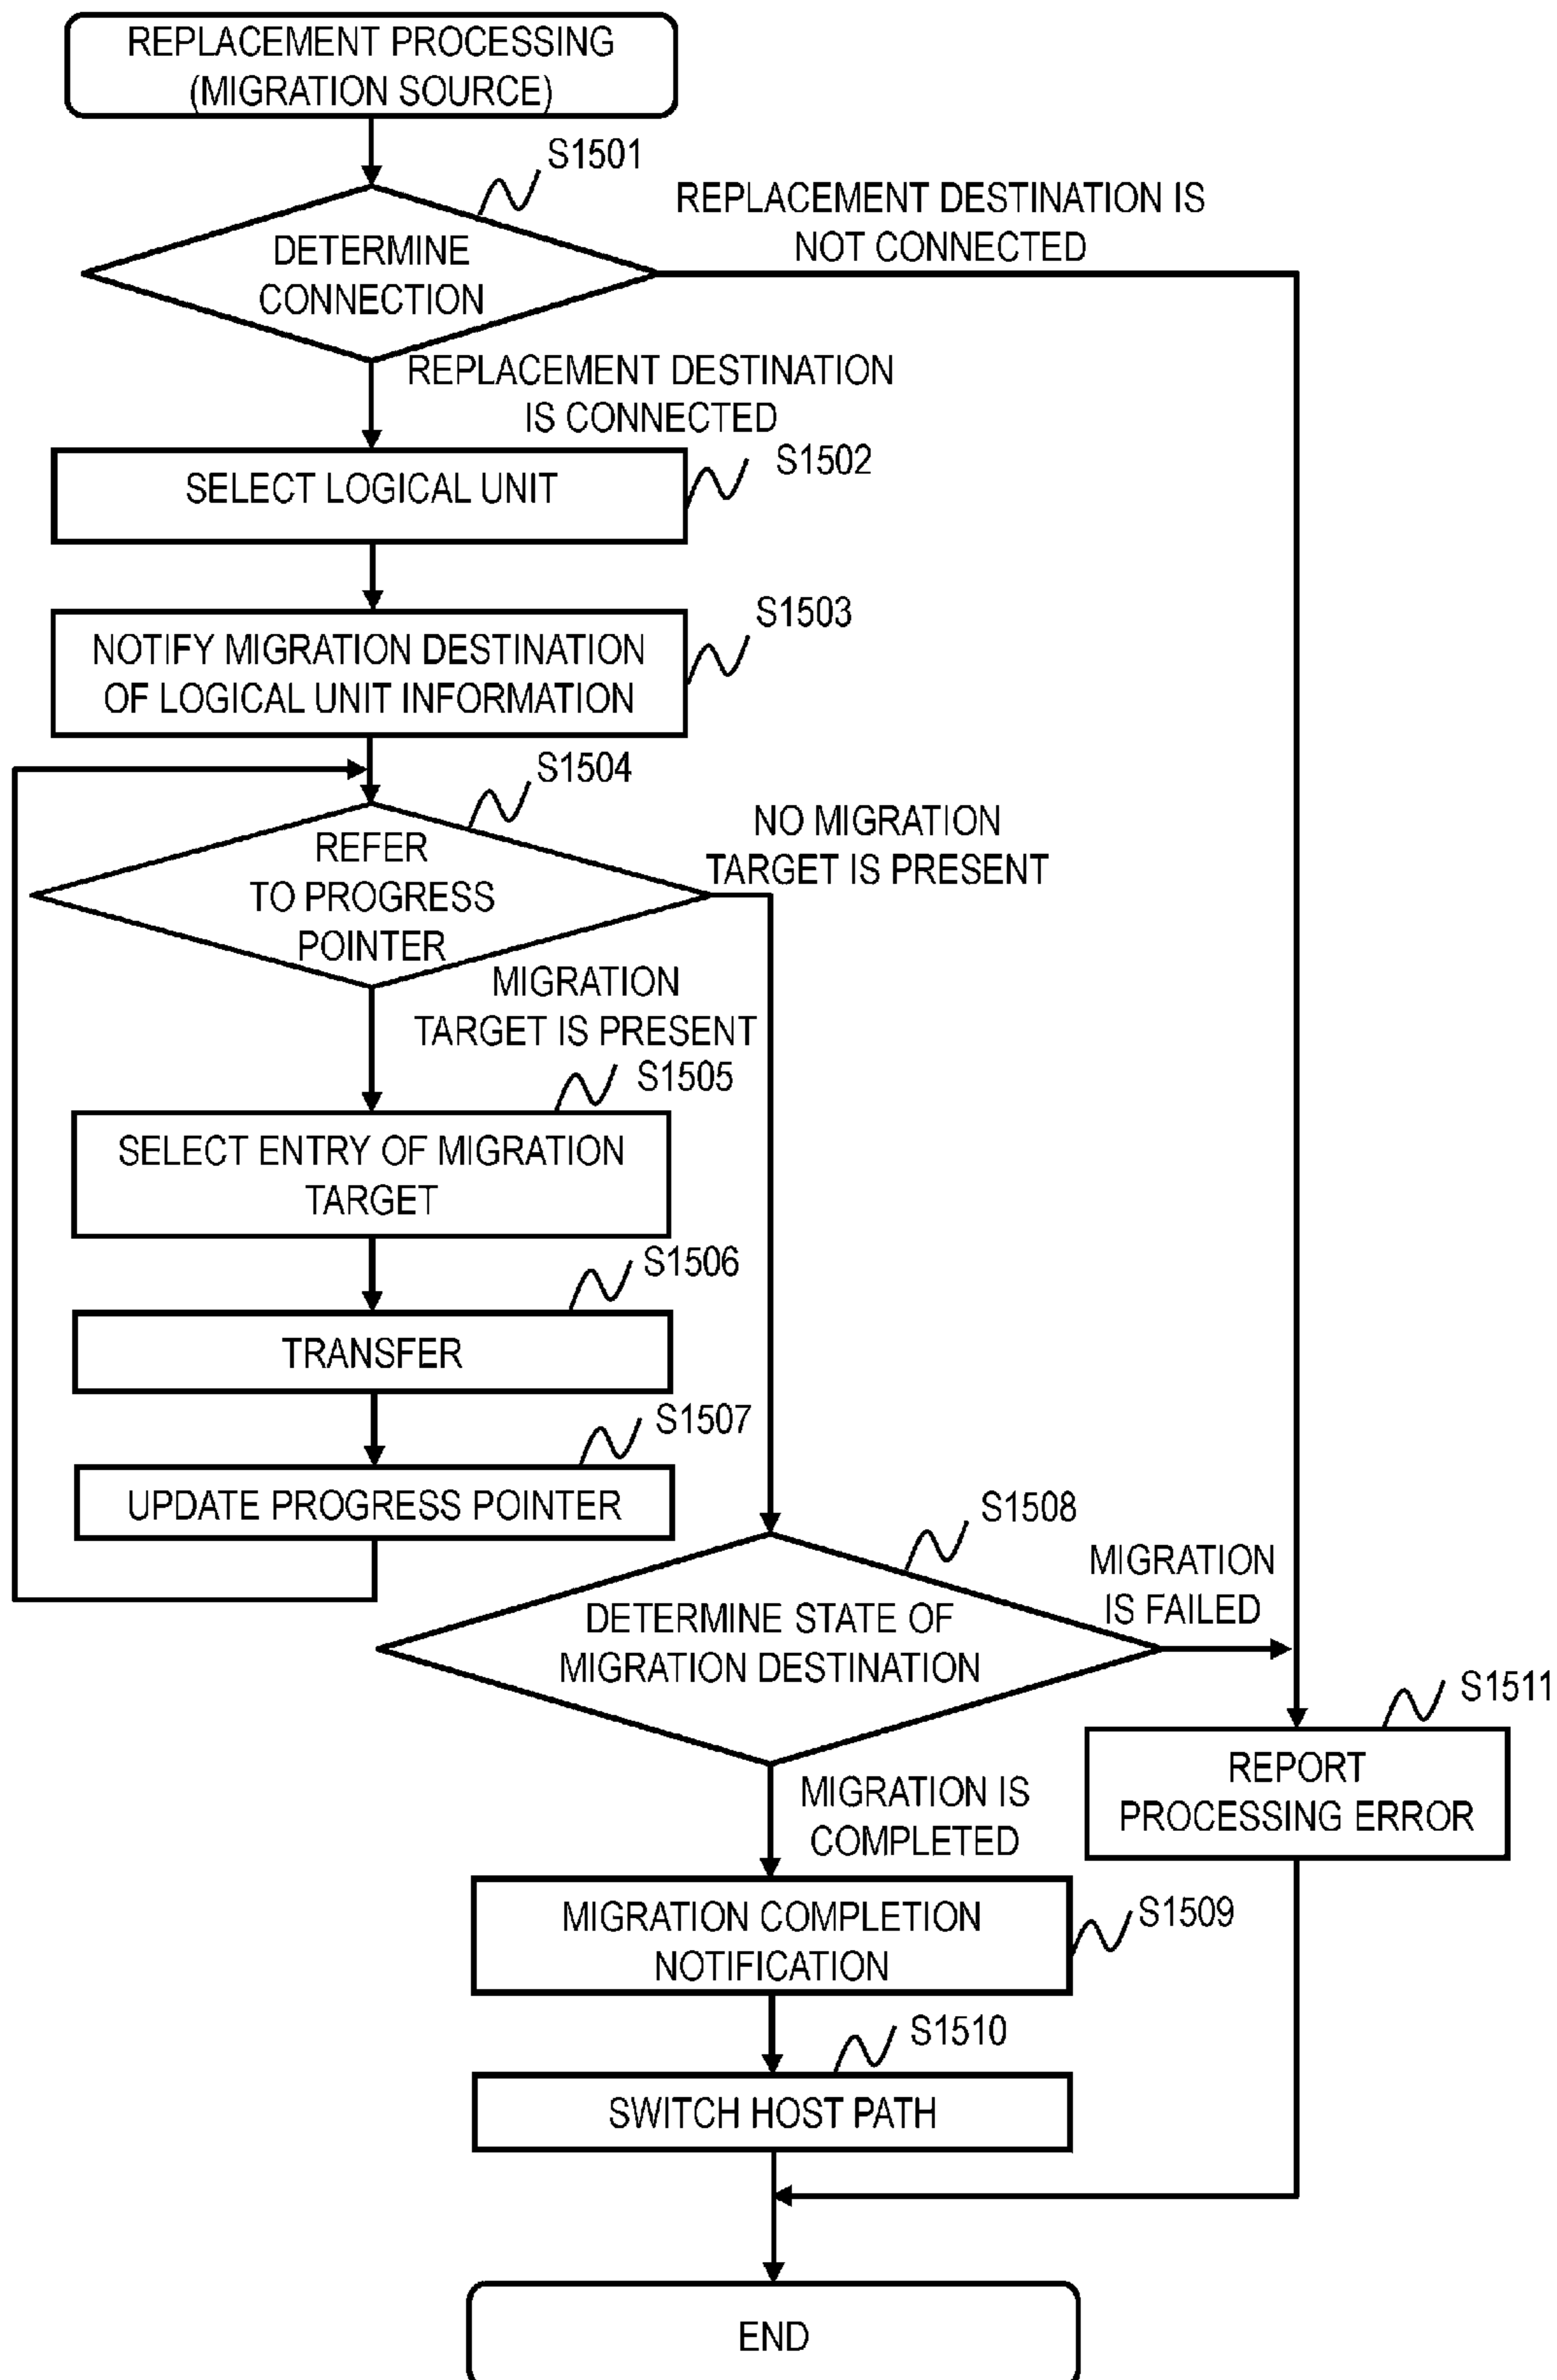 REPLACEMENT PROCESSING
(MIGRATION SOURCE)
S1501
DETERMINE
CONNECTION
REPLACEMENT DESTINATION IS
NOT CONNECTED
REPLACEMENT DESTINATION
IS CONNECTED
SELECT LOGICAL UNIT
S1502
NOTIFY MIGRATION DESTINATION
OF LOGICAL UNIT INFORMATION
S1503
S1504
REFER
TO PROGRESS
POINTER
NO MIGRATION
TARGET IS PRESENT
MIGRATION
TARGET IS PRESENT
S1505
SELECT ENTRY OF MIGRATION
TARGET
S1506
TRANSFER
S1507
UPDATE PROGRESS POINTER
S1508
DETERMINE STATE OF
MIGRATION DESTINATION
MIGRATION
IS FAILED
S1511
REPORT
PROCESSING ERROR
MIGRATION IS
COMPLETED
MIGRATION COMPLETION
NOTIFICATION
S1509
S1510
SWITCH HOST PATH
END